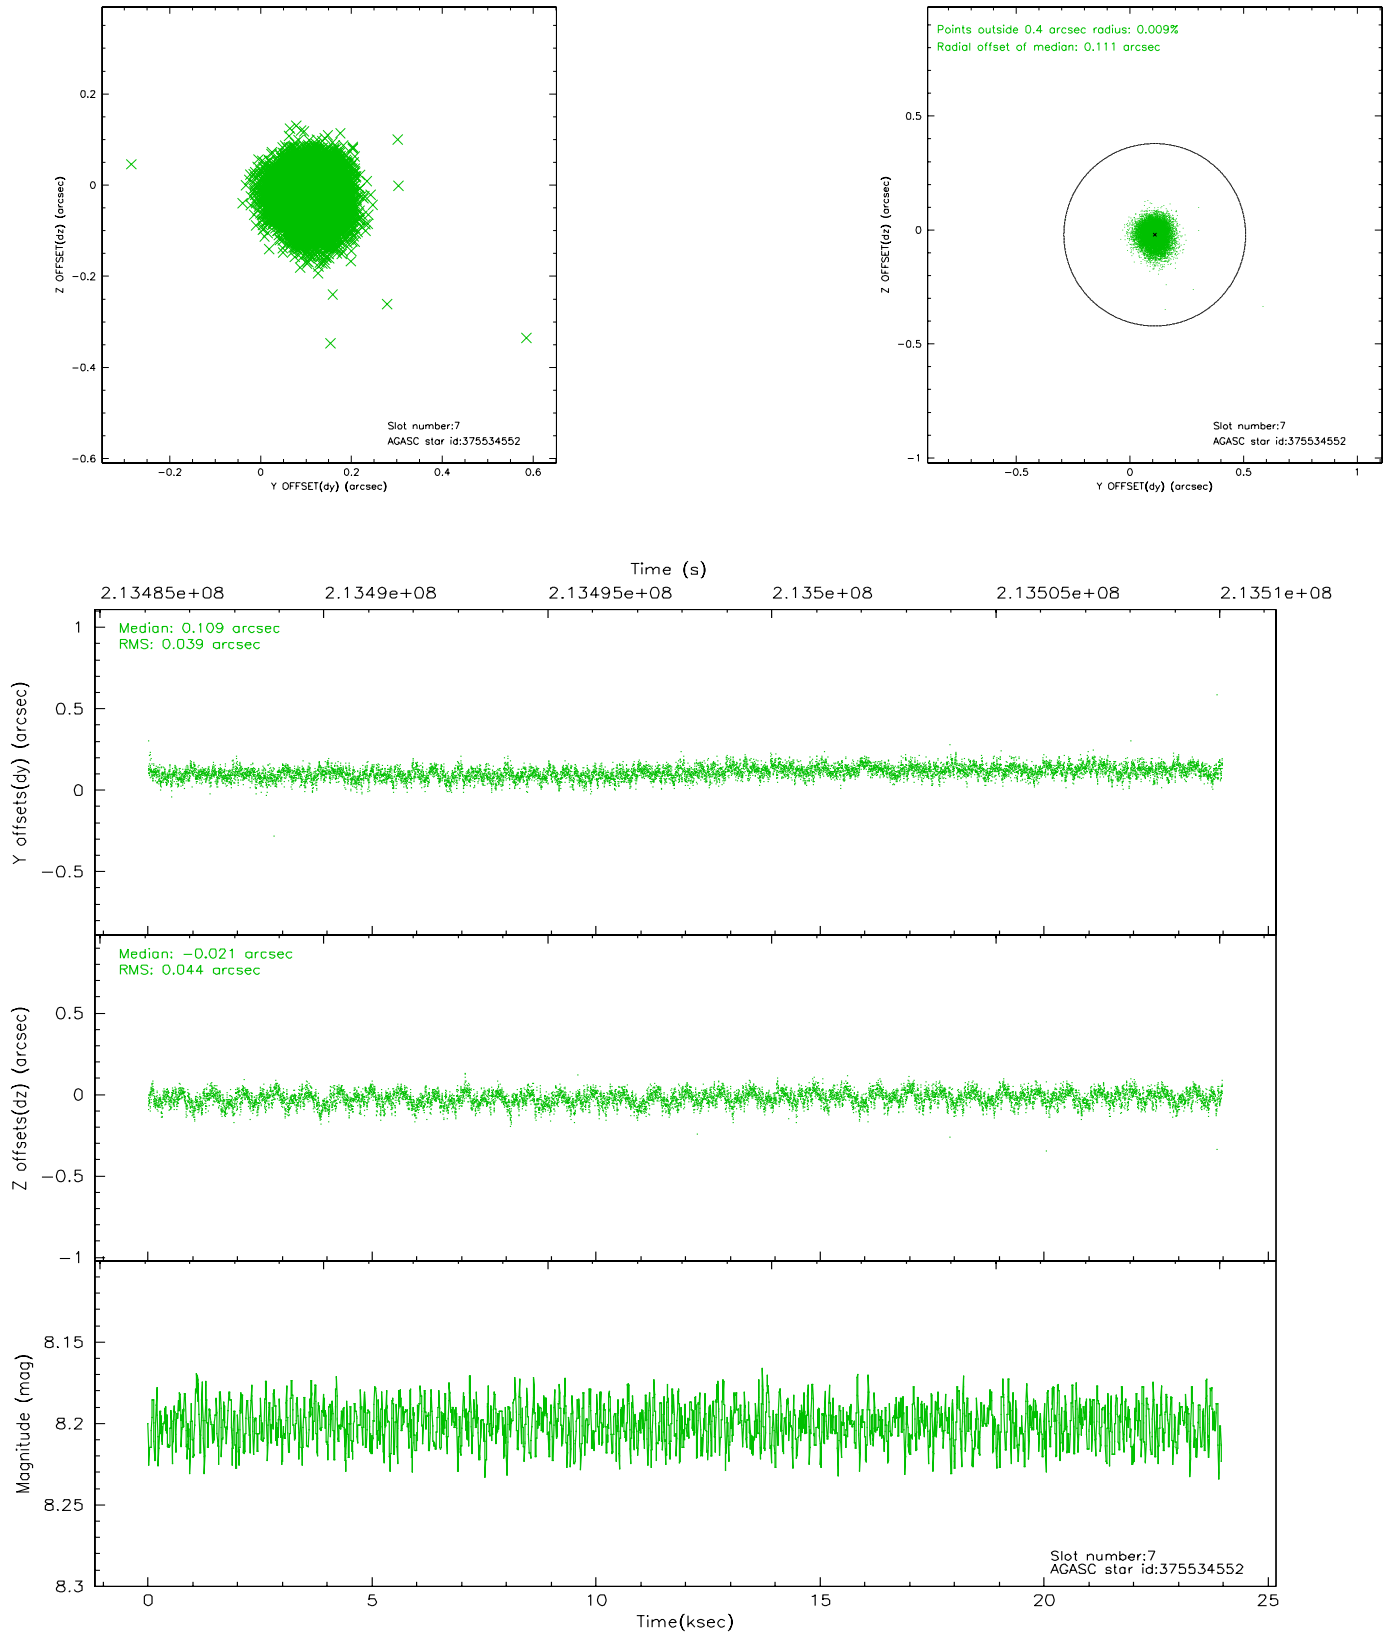 0.2
0
−0.2
−0.4
−0.6
Z OFFSET(dz) (arcsec)
−0.2
0
0.2
0.4
0.6
Y OFFSET(dy) (arcsec)
Slot number:7
AGASC star id:375534552
Points outside 0.4 arcsec radius: 0.009%
Radial offset of median: 0.111 arcsec
0.5
0
−0.5
−1
Z OFFSET(dz) (arcsec)
−0.5
0
0.5
1
Y OFFSET(dy) (arcsec)
Slot number:7
AGASC star id:375534552
Time (s)
2.13485e+08
2.1349e+08
2.13495e+08
2.135e+08
2.13505e+08
2.1351e+08
Median: 0.109 arcsec
RMS: 0.039 arcsec
1
0.5
0
−0.5
Y offsets(dy) (arcsec)
Median: −0.021 arcsec
RMS: 0.044 arcsec
0.5
0
−0.5
−1
Z offsets(dz) (arcsec)
8.15
8.2
8.25
8.3
Magnitude (mag)
Slot number:7
AGASC star id:375534552
0
5
10
15
20
25
Time(ksec)